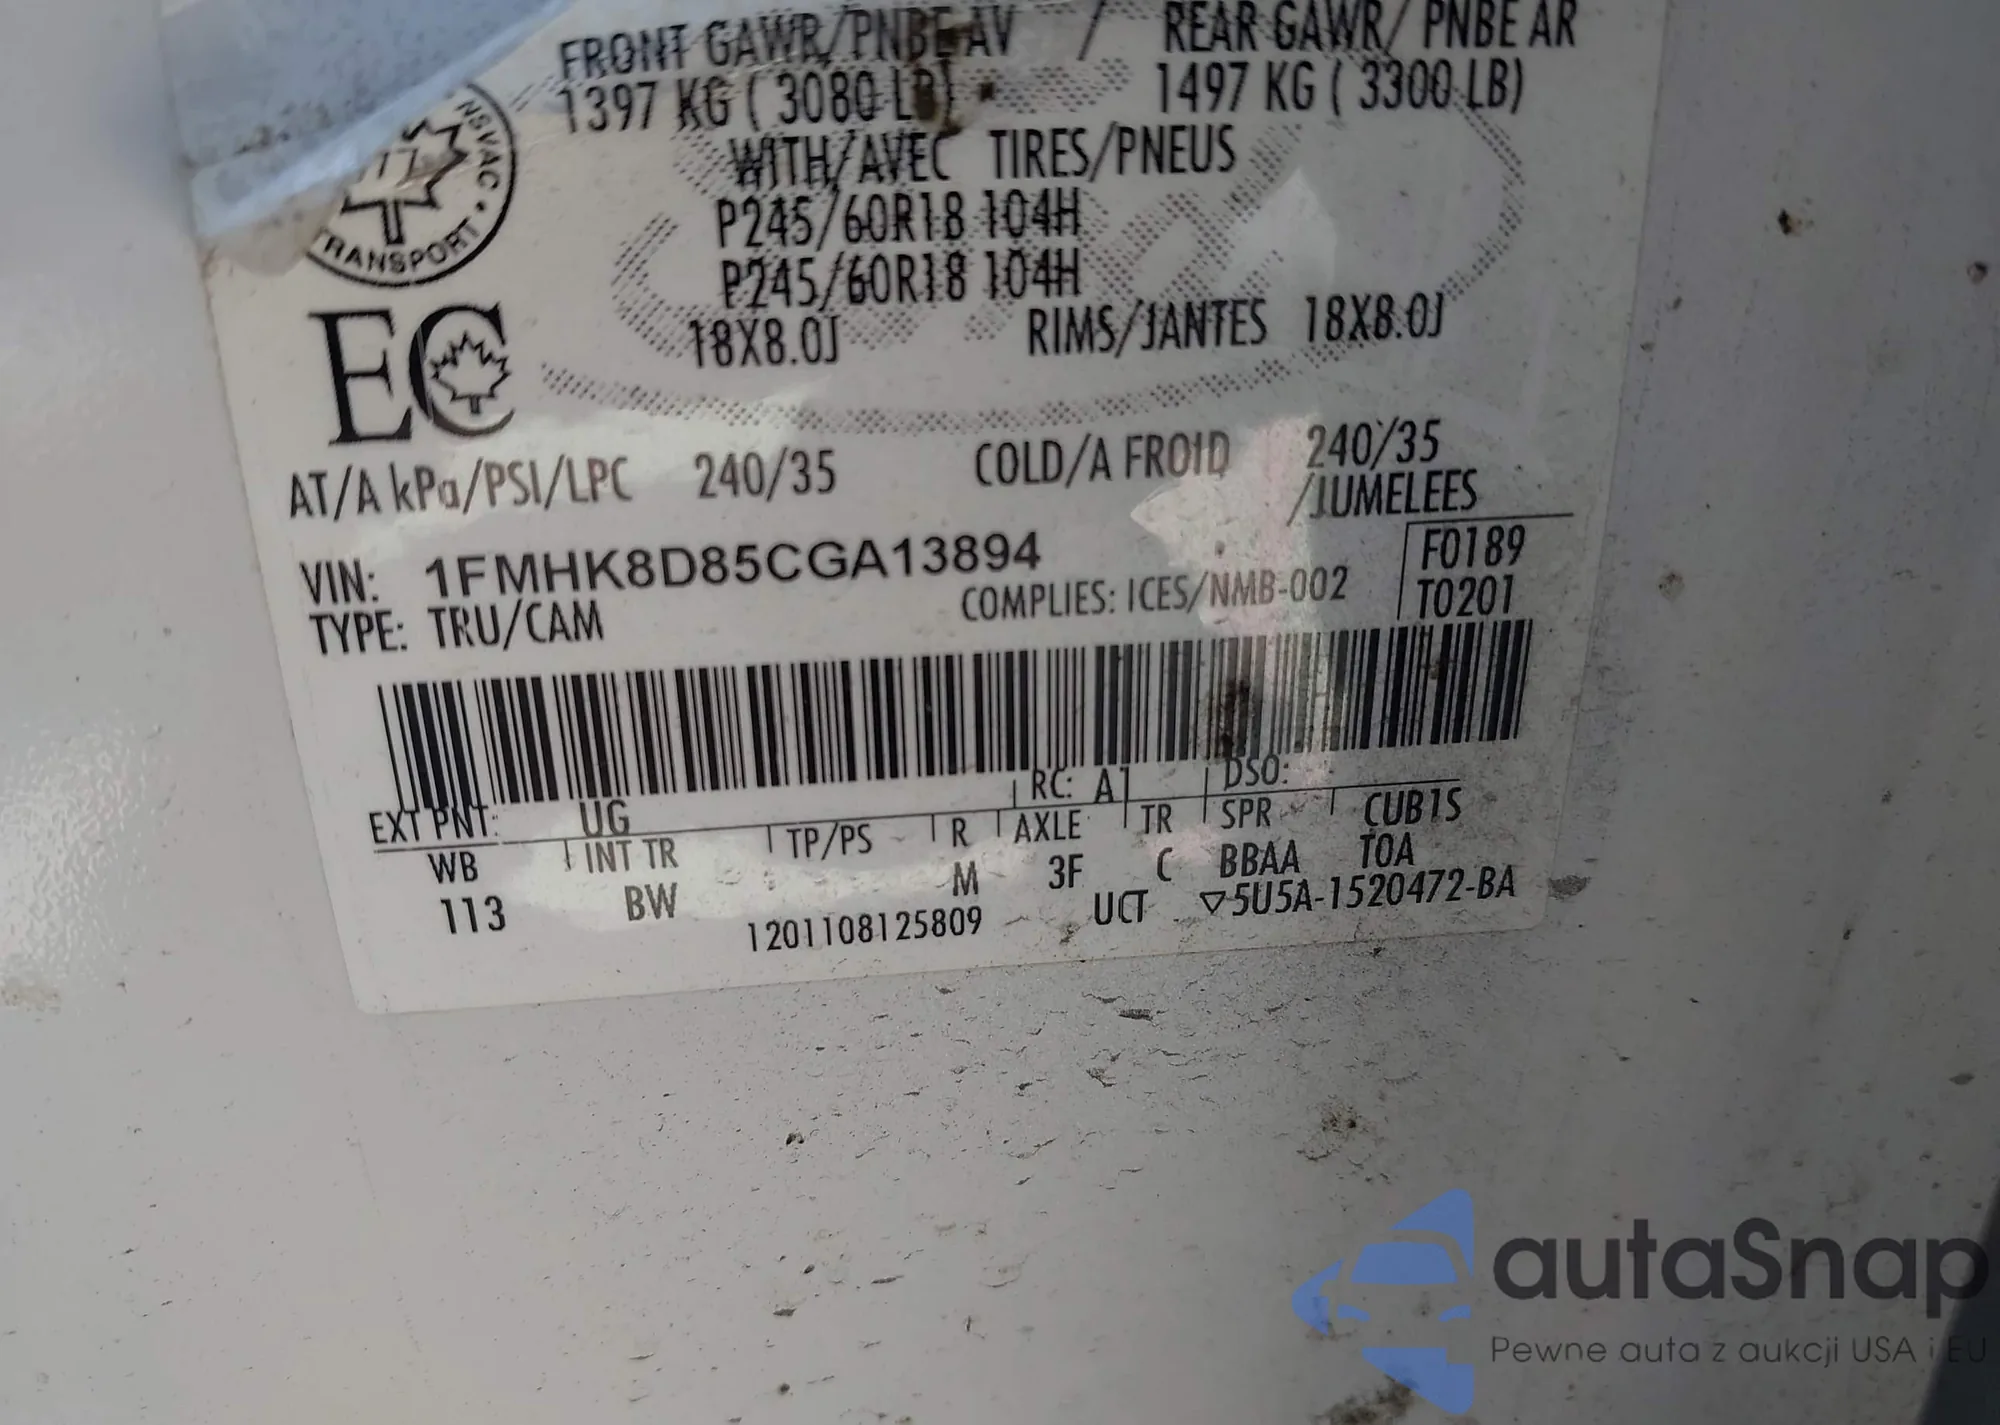 FRONT GAWR/PNBE AV / REAR GAWR/ PNBE AR
1397 KG ( 3080 LB) 1497 KG ( 3300 LB)
WITH/AVEC TIRES/PNEUS
P245/60R18 104H
P245/60R18 104H
18X8.0J RIMS/JANTES 18X8.0J
NSVAC • TRANSPORT
EC
AT/A kPa/PSI/LPC 240/35 COLD/A FROID 240/35
/JUMELEES
VIN: 1FMHK8D85CGA13894
F0189
TYPE: TRU/CAM COMPLIES: ICES/NMB-002 T0201
EXT PNT: UG RC: A1 DSO:
WB INT TR TP/PS R AXLE TR SPR CUB1S
113 BW M 3F C BBAA TOA
1201108125809 UCT ▽5U5A-1520472-BA
autaSnap
Pewne auta z aukcji USA i EU